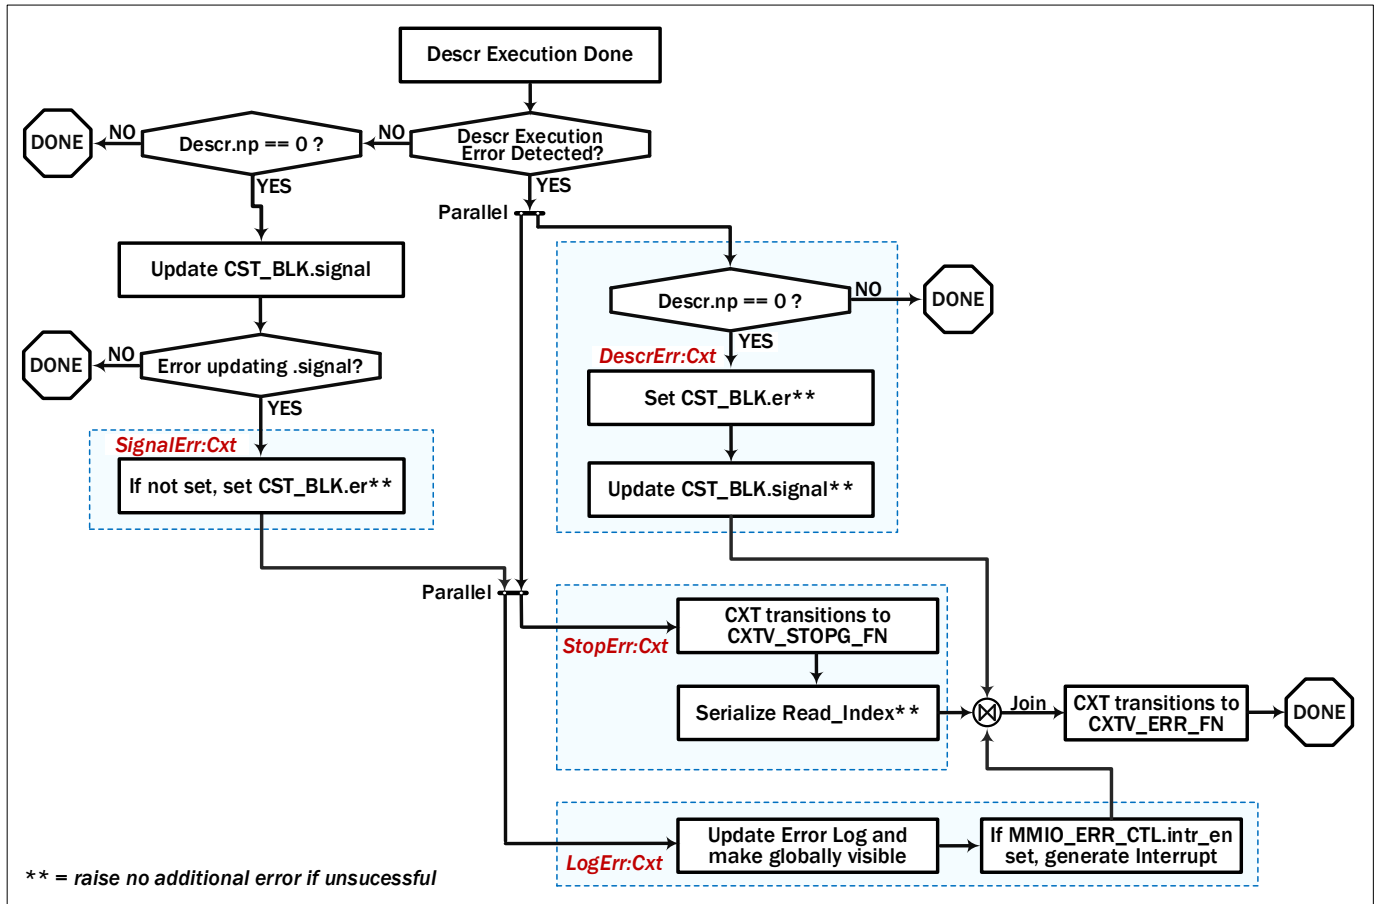 Descr Execution Done
DONE
NO
Descr.np == 0 ?
NO
Descr Execution
Error Detected?
YES
YES
Parallel
Update CST_BLK.signal
Descr.np == 0 ?
NO
DONE
YES
DescrErr:Cxt
DONE
NO
Error updating .signal?
YES
Set CST_BLK.er**
SignalErr:Cxt
If not set, set CST_BLK.er**
Update CST_BLK.signal**
Parallel
CXT transitions to
CXTV_STOPG_FN
StopErr:Cxt
Serialize Read_Index**
Join
CXT transitions to
CXTV_ERR_FN
DONE
Update Error Log and
make globally visible
If MMIO_ERR_CTL.intr_en
set, generate Interrupt
LogErr:Cxt
** = raise no additional error if unsucessful